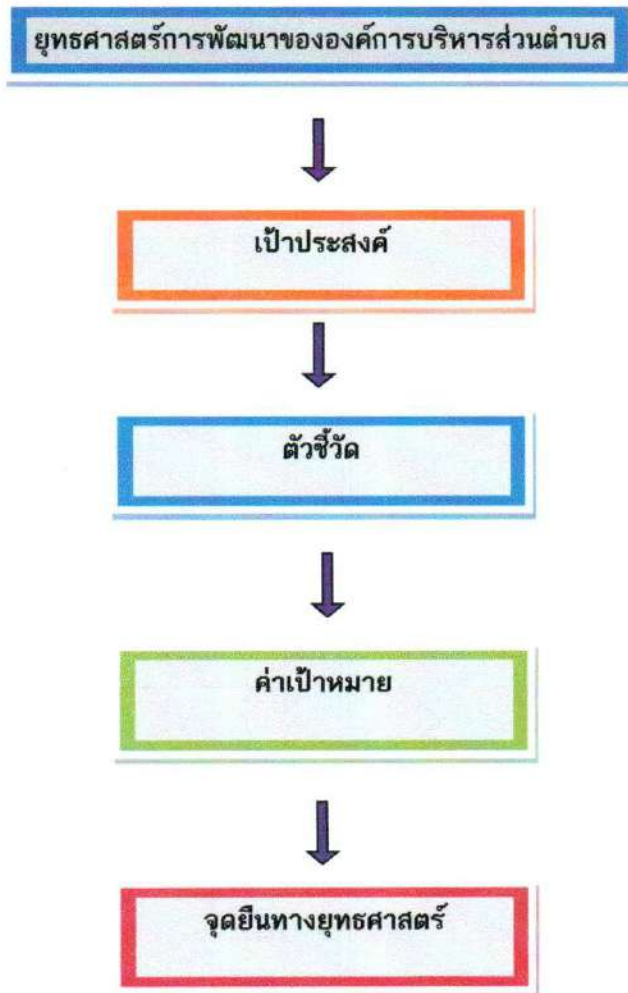 ยุทธศาสตร์การพัฒนาขององค์การบริหารส่วนตำบล
เป้าประสงค์
ตัวชี้วัด
ค่าเป้าหมาย
จุดยืนทางยุทธศาสตร์